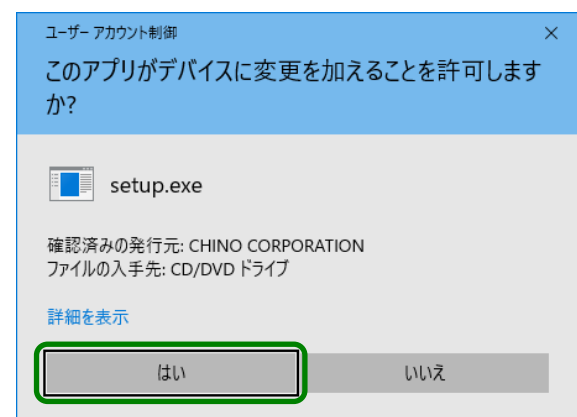 ユーザー アカウント制御
このアプリがデバイスに変更を加えることを許可します
か?
setup.exe
確認済みの発行元: CHINO CORPORATION
ファイルの入手先: CD/DVD ドライブ
詳細を表示
はい
いいえ